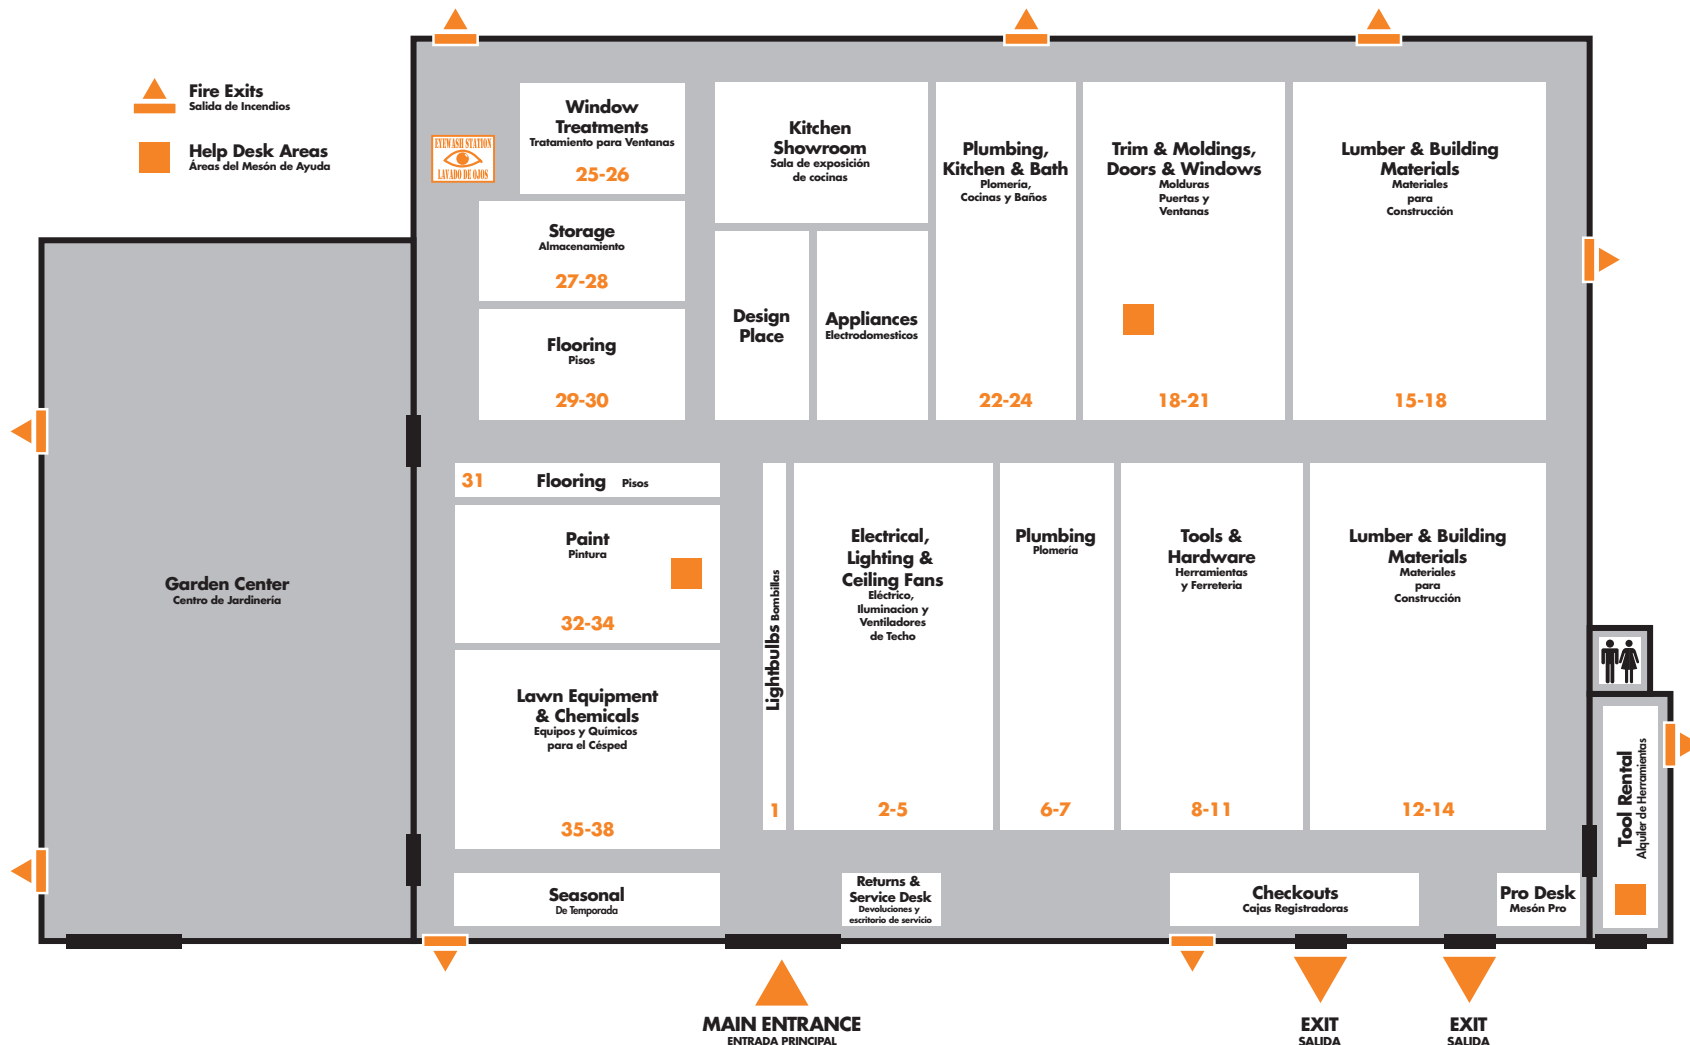 Fire Exits
Salida de Incendios
Help Desk Areas
Áreas del Mesón de Ayuda
EYEWASH STATION
LAVADO DE OJOS
Window
Treatments
Tratamiento para Ventanas
25-26
Storage
Almacenamiento
27-28
Flooring
Pisos
29-30
Kitchen
Showroom
Sala de exposición
de cocinas
Design
Place
Appliances
Electrodomesticos
Plumbing,
Kitchen & Bath
Plomería,
Cocinas y Baños
22-24
Trim & Moldings,
Doors & Windows
Molduras
Puertas y
Ventanas
18-21
Lumber & Building
Materials
Materiales
para
Construcción
15-18
Garden Center
Centro de Jardinería
31 Flooring Pisos
Paint
Pintura
32-34
Lawn Equipment
& Chemicals
Equipos y Químicos
para el Césped
35-38
Seasonal
De Temporada
Lightbulbs Bombillas
1
Electrical,
Lighting &
Ceiling Fans
Eléctrico,
Iluminacion y
Ventiladores
de Techo
2-5
Plumbing
Plomería
6-7
Tools &
Hardware
Herramientas
y Ferreteria
8-11
Lumber & Building
Materials
Materiales
para
Construcción
12-14
Tool Rental
Alquiler de Herramientas
Returns &
Service Desk
Devoluciones y
escritorio de servicio
Checkouts
Cajas Registradoras
Pro Desk
Mesón Pro
MAIN ENTRANCE
ENTRADA PRINCIPAL
EXIT
SALIDA
EXIT
SALIDA